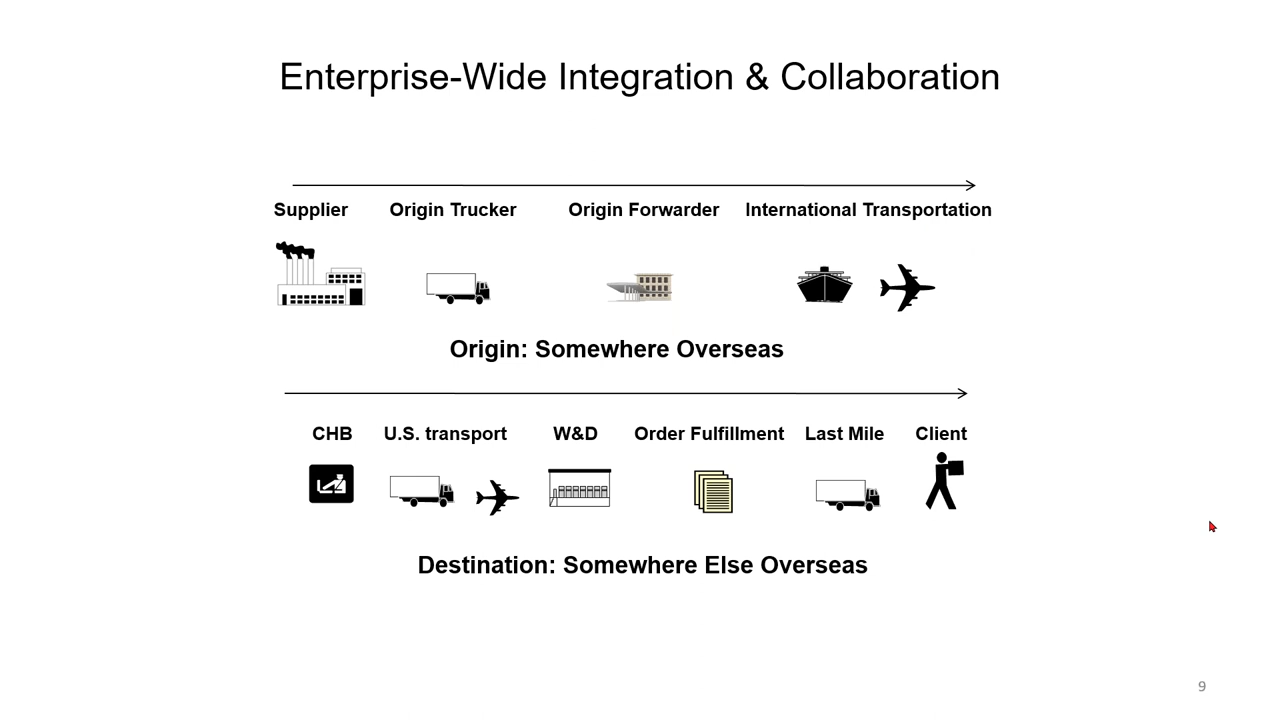 Enterprise-Wide Integration & Collaboration
Supplier Origin Trucker Origin Forwarder International Transportation
Origin: Somewhere Overseas
CHB U.S. transport W&D Order Fulfillment Last Mile Client
Destination: Somewhere Else Overseas
9